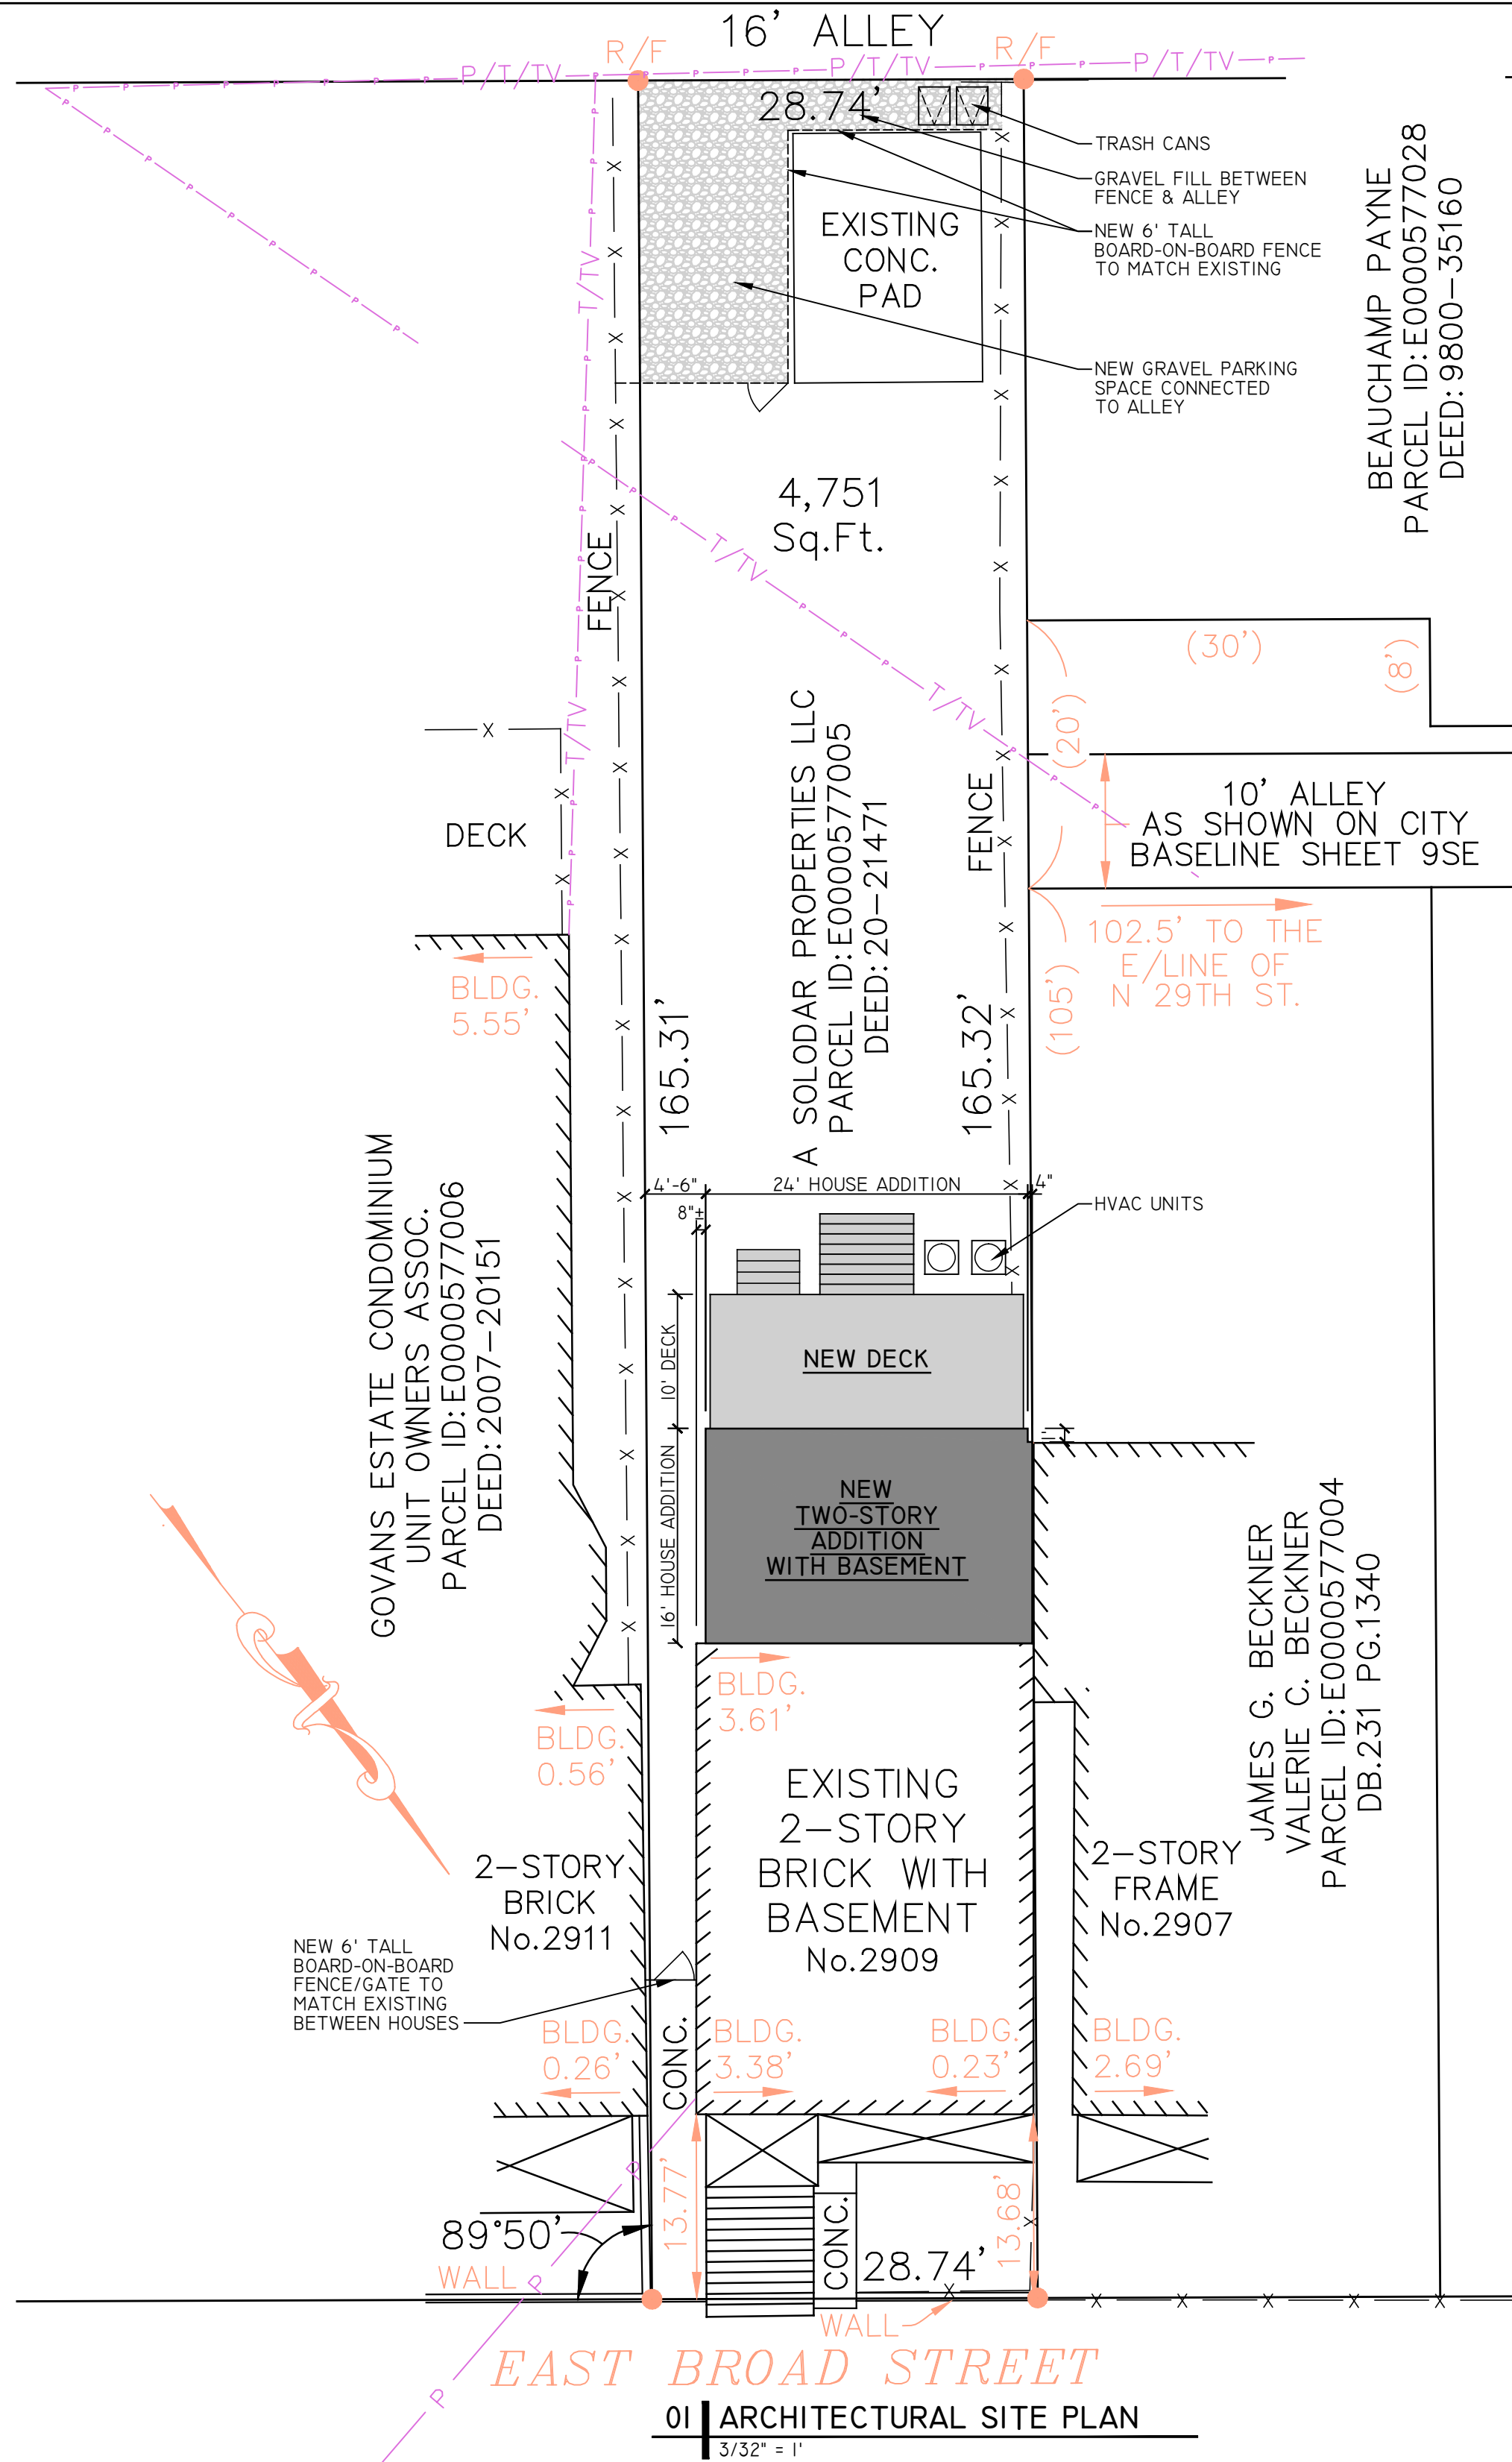 16' ALLEY
R/F
R/F
P/T/TV
P/T/TV
P/T/TV
28.74'
TRASH CANS
GRAVEL FILL BETWEEN
FENCE & ALLEY
NEW 6' TALL
BOARD-ON-BOARD FENCE
TO MATCH EXISTING
EXISTING
CONC.
PAD
NEW GRAVEL PARKING
SPACE CONNECTED
TO ALLEY
BEAUCHAMP PAYNE
PARCEL ID:E0000577028
DEED:9800-35160
T/TV
4,751
Sq.Ft.
FENCE
T/TV
T/TV
T/TV
(30')
(8')
(20')
DECK
FENCE
10' ALLEY
AS SHOWN ON CITY
BASELINE SHEET 9SE
102.5' TO THE
E/LINE OF
N 29TH ST.
(105')
BLDG.
5.55'
165.31'
A SOLODAR PROPERTIES LLC
PARCEL ID:E0000577005
DEED:20-21471
165.32'
GOVANS ESTATE CONDOMINIUM
UNIT OWNERS ASSOC.
PARCEL ID:E0000577006
DEED:2007-20151
4'-6"
24' HOUSE ADDITION
4"
8"±
HVAC UNITS
10' DECK
NEW DECK
16' HOUSE ADDITION
NEW
TWO-STORY
ADDITION
WITH BASEMENT
1'
JAMES G. BECKNER
VALERIE C. BECKNER
PARCEL ID:E0000577004
DB.231 PG.1340
BLDG.
3.61'
BLDG.
0.56'
EXISTING
2-STORY
BRICK WITH
BASEMENT
No.2909
2-STORY
BRICK
No.2911
2-STORY
FRAME
No.2907
NEW 6' TALL
BOARD-ON-BOARD
FENCE/GATE TO
MATCH EXISTING
BETWEEN HOUSES
BLDG.
0.26'
CONC.
BLDG.
3.38'
BLDG.
0.23'
BLDG.
2.69'
13.77'
13.68'
89°50'
CONC.
28.74'
WALL
WALL
EAST BROAD STREET
01 ARCHITECTURAL SITE PLAN
3/32" = 1'